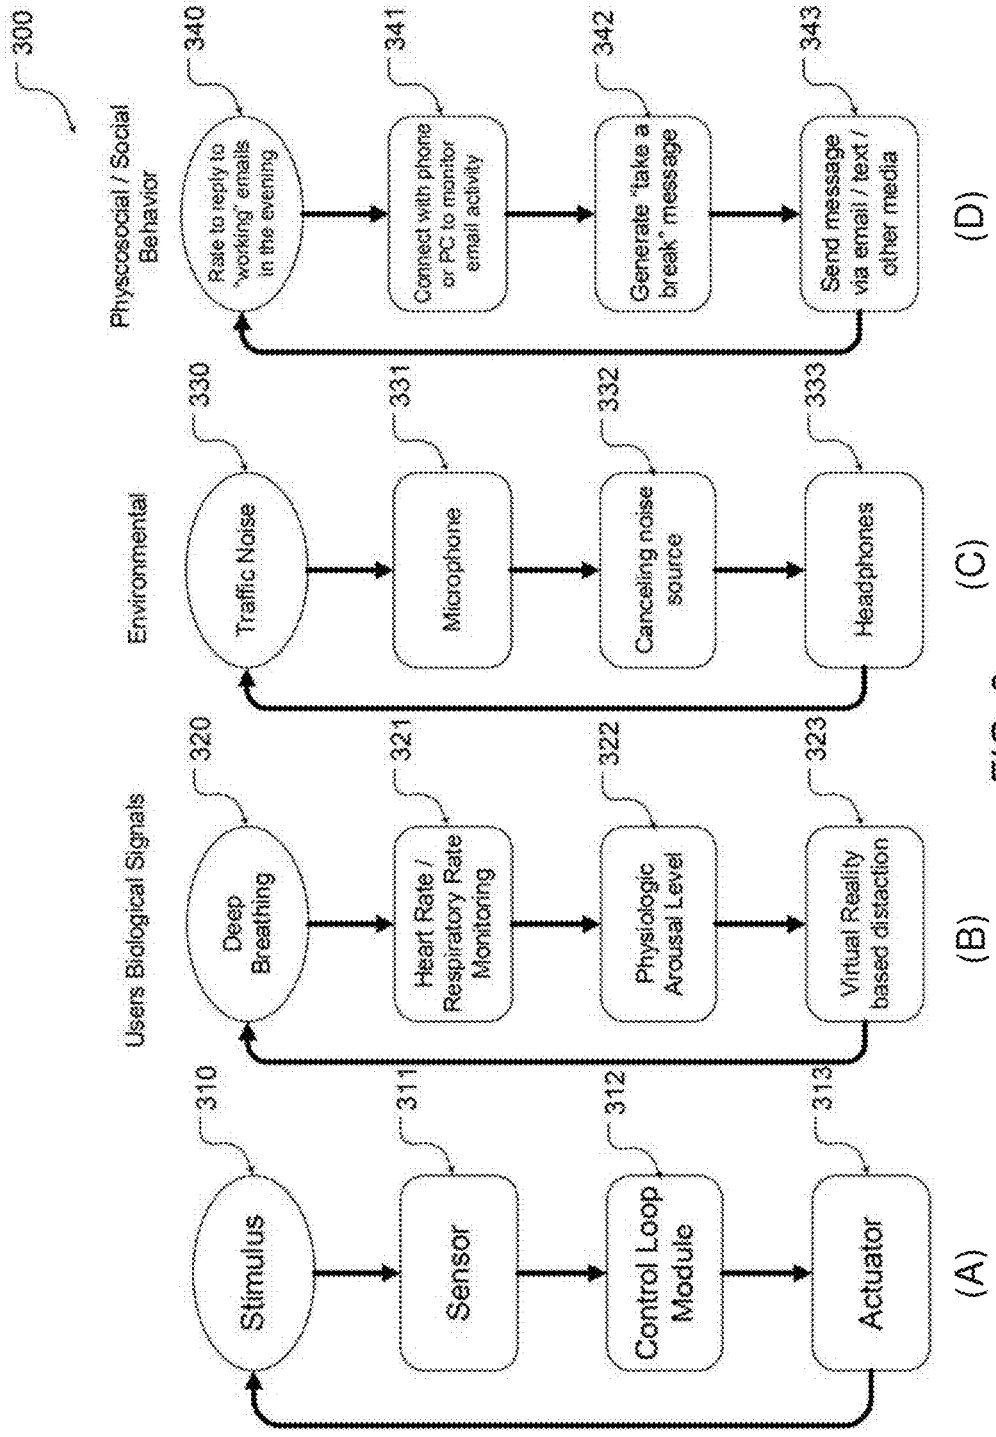 300
Users Biological Signals
Environmental
Physcosocial / Social
Behavior
310
Stimulus
311
Sensor
312
Control Loop
Module
313
Actuator
(A)
320
Deep
Breathing
321
Heart Rate /
Respiratory Rate
Monitoring
322
Physiologic
Arousal Level
323
Virtual Reality
based distaction
(B)
330
Traffic Noise
331
Microphone
332
Canceling noise
source
333
Headphones
(C)
340
Rate to reply to
"working" emails
in the evening
341
Connect with phone
or PC to monitor
email activity
342
Generate "take a
break" message
343
Send message
via email / text /
other media
(D)